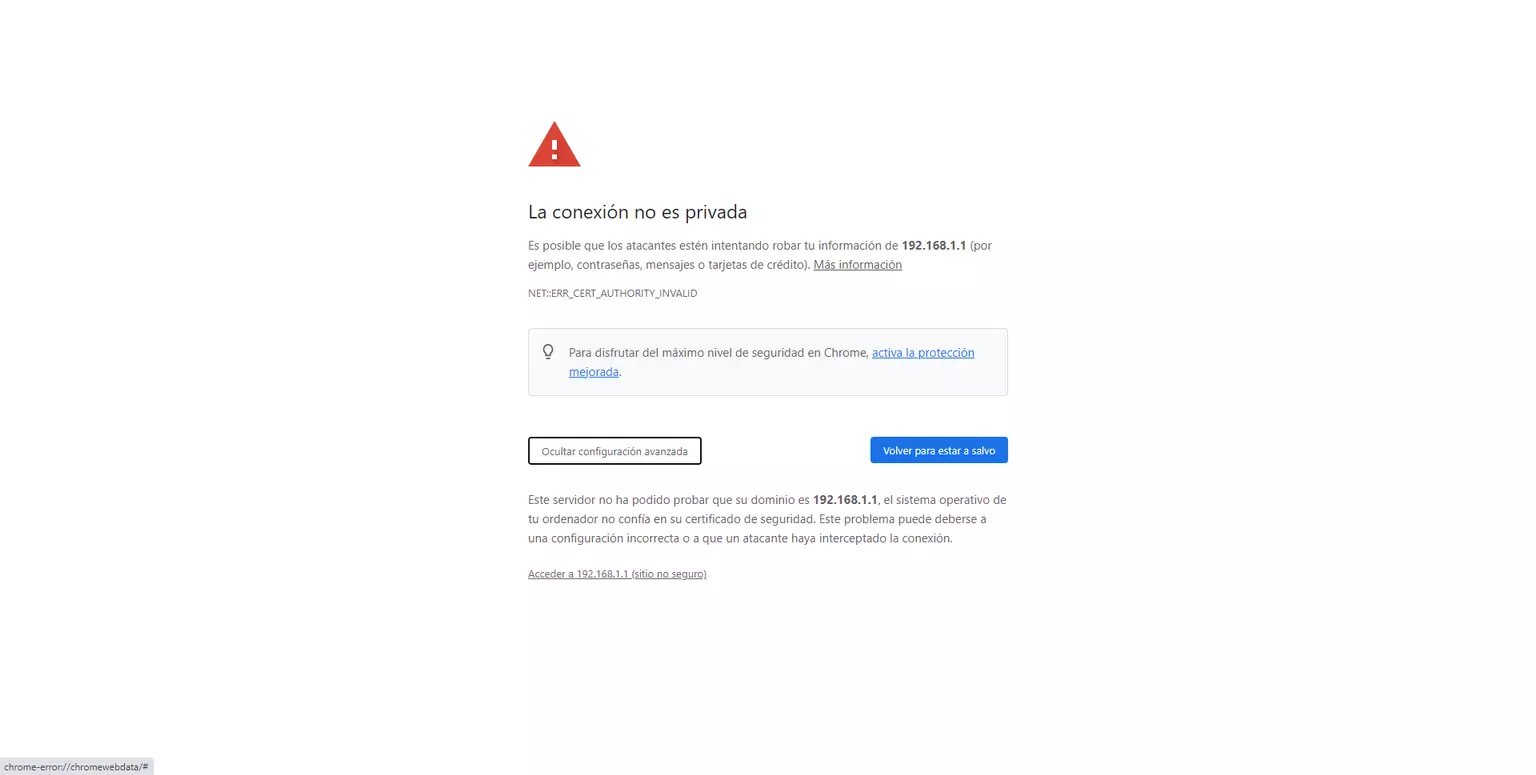 La conexión no es privada
Es posible que los atacantes estén intentando robar tu información de 192.168.1.1 (por
ejemplo, contraseñas, mensajes o tarjetas de crédito). Más información
NET::ERR_CERT_AUTHORITY_INVALID
Para disfrutar del máximo nivel de seguridad en Chrome, activa la protección
mejorada.
Ocultar configuración avanzada
Volver para estar a salvo
Este servidor no ha podido probar que su dominio es 192.168.1.1, el sistema operativo de
tu ordenador no confía en su certificado de seguridad. Este problema puede deberse a
una configuración incorrecta o a que un atacante haya interceptado la conexión.
Acceder a 192.168.1.1 (sitio no seguro)
chrome-error://chromewebdata/#